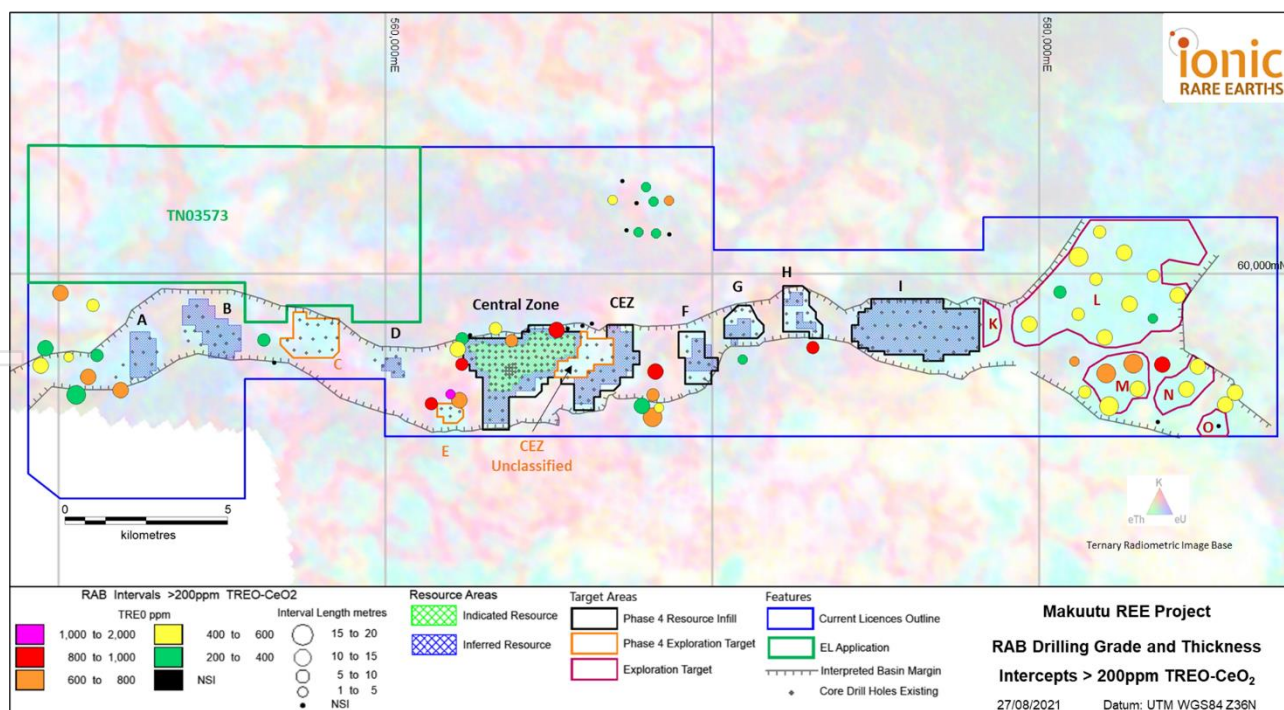 560,000mE
580,000mE
ionic
RARE EARTHS
TN03573
60,000mN
A
B
C
D
E
Central Zone
CEZ
CEZ
Unclassified
F
G
H
I
K
L
M
N
O
0
5
kilometres
K
eTh
eU
Ternary Radiometric Image Base
RAB Intervals >200ppm TREO-CeO2
TRE0 ppm
1,000 to 2,000
800 to 1,000
600 to 800
400 to 600
200 to 400
NSI
Interval Length metres
15 to 20
10 to 15
5 to 10
1 to 5
NSI
Resource Areas
Indicated Resource
Inferred Resource
Target Areas
Phase 4 Resource Infill
Phase 4 Exploration Target
Exploration Target
Features
Current Licences Outline
EL Application
Interpreted Basin Margin
Core Drill Holes Existing
Makuutu REE Project
RAB Drilling Grade and Thickness
Intercepts > 200ppm TREO-CeO₂
27/08/2021 Datum: UTM WGS84 Z36N